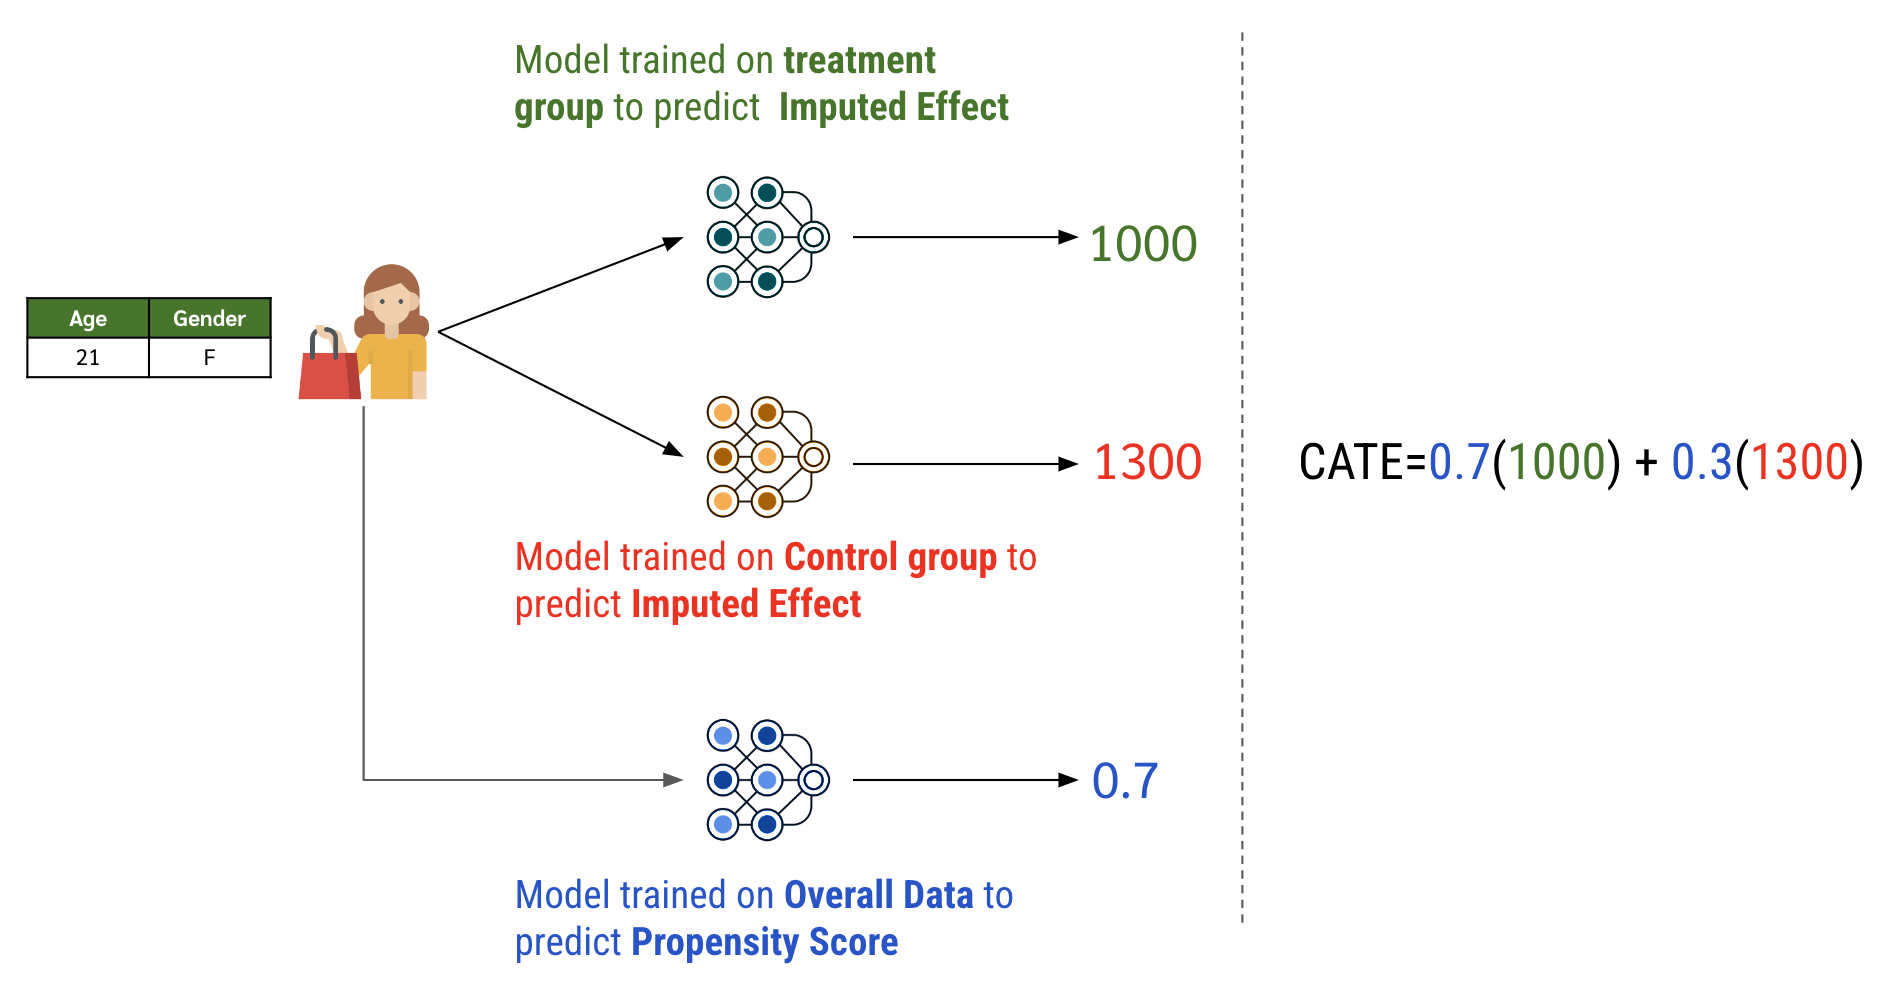 Model trained on treatment
group to predict Imputed Effect
1000
Age Gender
21 F
1300
CATE=0.7(1000) + 0.3(1300)
Model trained on Control group to
predict Imputed Effect
0.7
Model trained on Overall Data to
predict Propensity Score